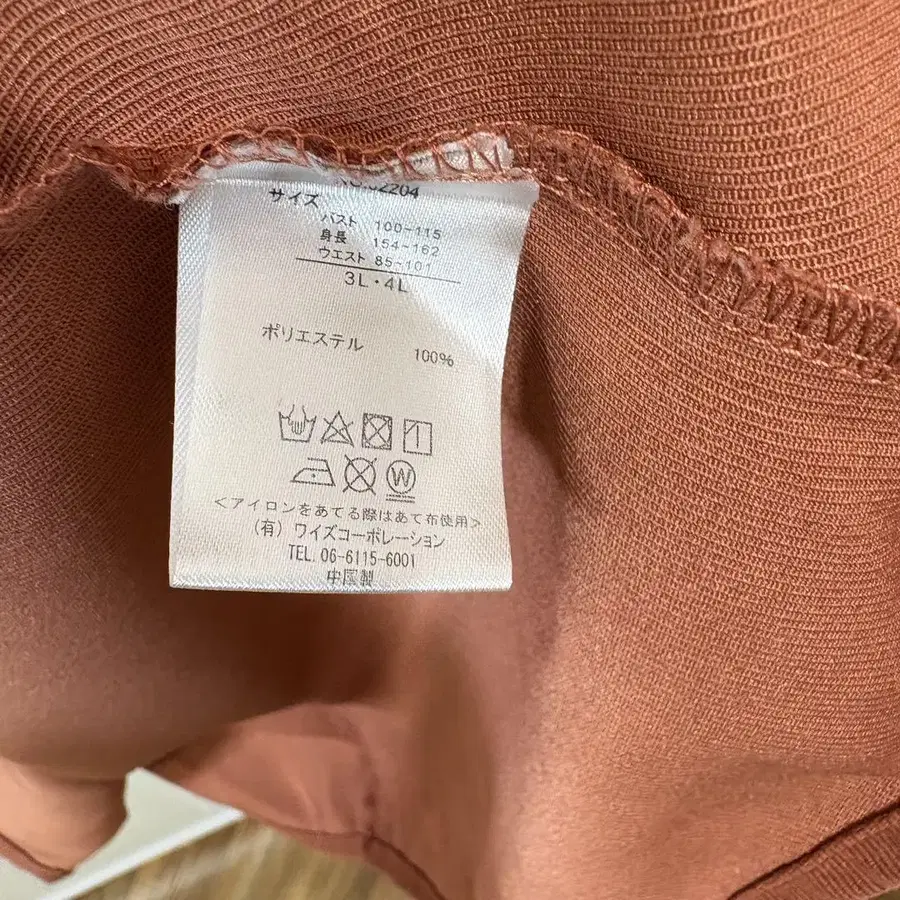 サイズ
バスト 100-115
身長 154-162
ウエスト 85-101
3L・4L
ポリエステル 100%
W
<アイロンをあてる際はあて布使用>
(有) ワイズコーポレーション
TEL. 06-6115-6001
中国製